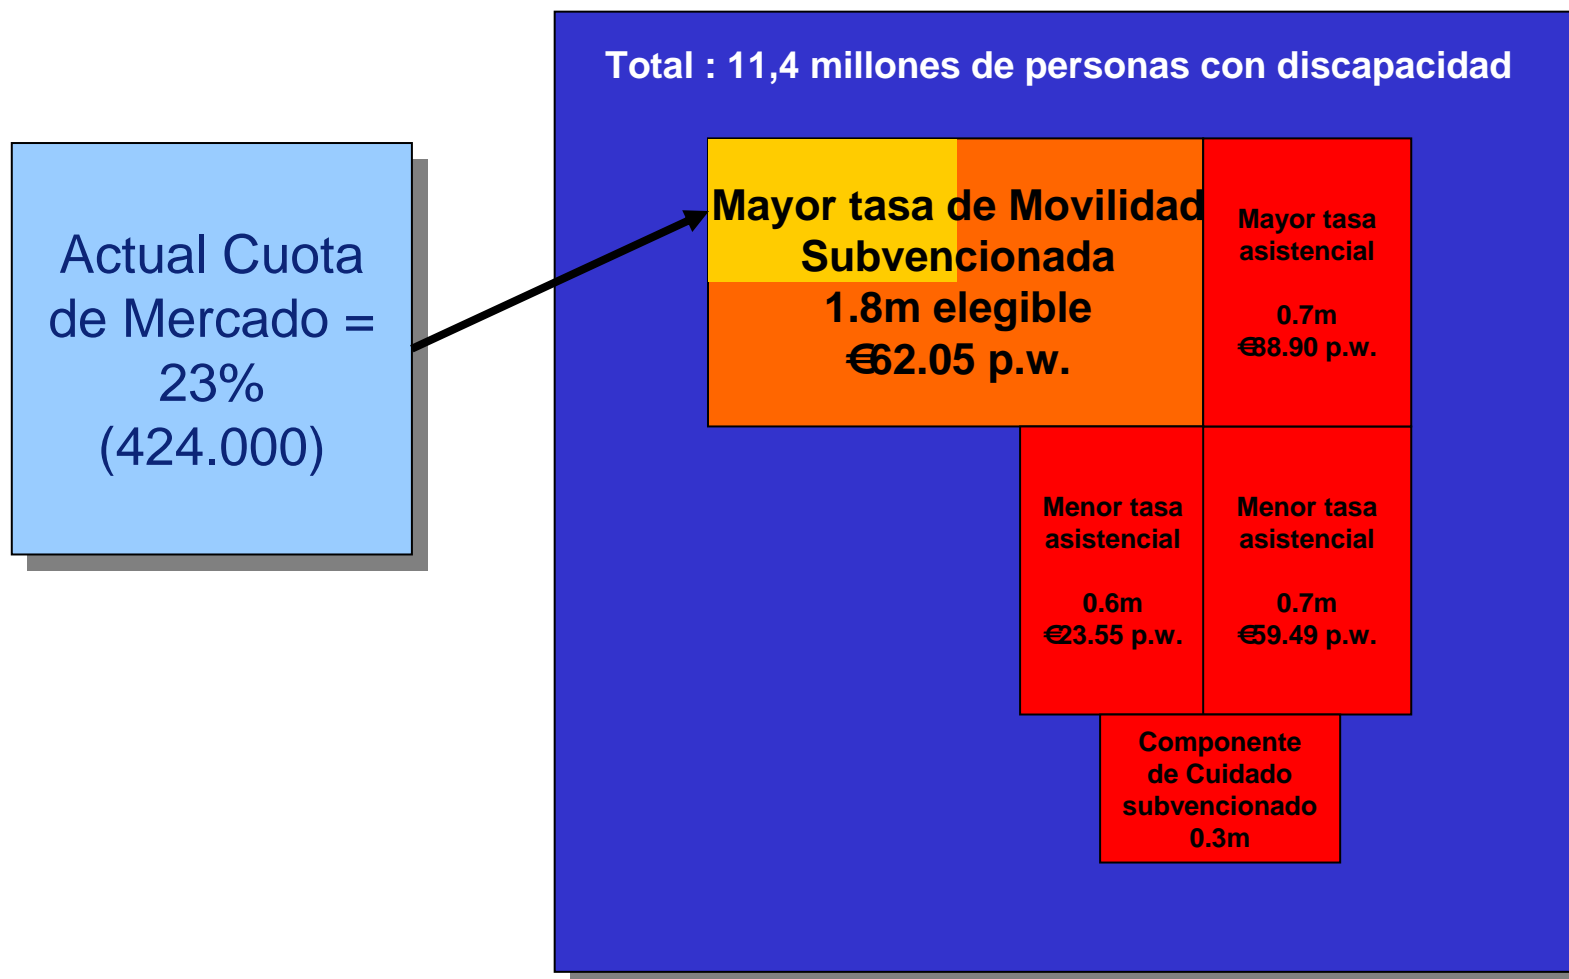 Total : 11,4 millones de personas con discapacidad
Actual Cuota
de Mercado =
23%
(424.000)
Mayor tasa de Movilidad
Subvencionada
1.8m elegible
€62.05 p.w.
Mayor tasa
asistencial
0.7m
€88.90 p.w.
Menor tasa
asistencial
0.6m
€23.55 p.w.
Menor tasa
asistencial
0.7m
€59.49 p.w.
Componente
de Cuidado
subvencionado
0.3m